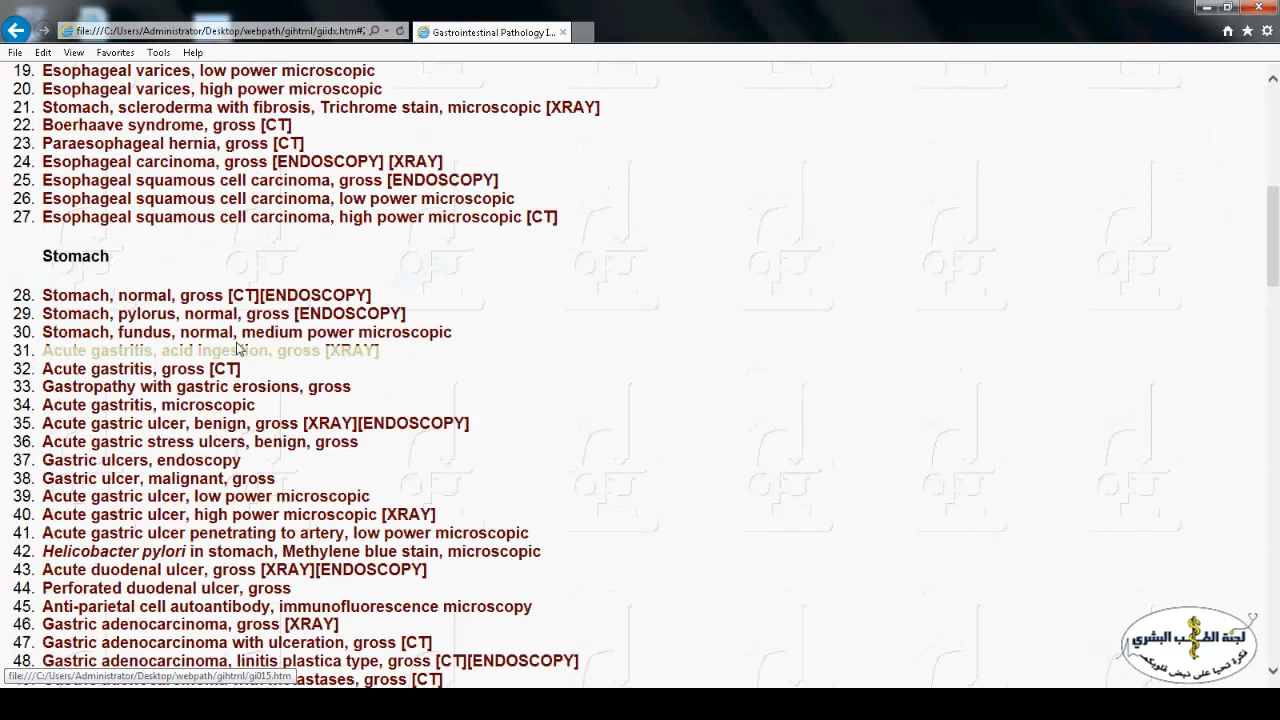 file:///C:/Users/Administrator/Desktop/webpath/gihtml/giidx.htm#2
Gastrointestinal Pathology I...
File Edit View Favorites Tools Help
19. Esophageal varices, low power microscopic
20. Esophageal varices, high power microscopic
21. Stomach, scleroderma with fibrosis, Trichrome stain, microscopic [XRAY]
22. Boerhaave syndrome, gross [CT]
23. Paraesophageal hernia, gross [CT]
24. Esophageal carcinoma, gross [ENDOSCOPY] [XRAY]
25. Esophageal squamous cell carcinoma, gross [ENDOSCOPY]
26. Esophageal squamous cell carcinoma, low power microscopic
27. Esophageal squamous cell carcinoma, high power microscopic [CT]
Stomach
28. Stomach, normal, gross [CT][ENDOSCOPY]
29. Stomach, pylorus, normal, gross [ENDOSCOPY]
30. Stomach, fundus, normal, medium power microscopic
31. Acute gastritis, acid ingestion, gross [XRAY]
32. Acute gastritis, gross [CT]
33. Gastropathy with gastric erosions, gross
34. Acute gastritis, microscopic
35. Acute gastric ulcer, benign, gross [XRAY][ENDOSCOPY]
36. Acute gastric stress ulcers, benign, gross
37. Gastric ulcers, endoscopy
38. Gastric ulcer, malignant, gross
39. Acute gastric ulcer, low power microscopic
40. Acute gastric ulcer, high power microscopic [XRAY]
41. Acute gastric ulcer penetrating to artery, low power microscopic
42. Helicobacter pylori in stomach, Methylene blue stain, microscopic
43. Acute duodenal ulcer, gross [XRAY][ENDOSCOPY]
44. Perforated duodenal ulcer, gross
45. Anti-parietal cell autoantibody, immunofluorescence microscopy
46. Gastric adenocarcinoma, gross [XRAY]
47. Gastric adenocarcinoma with ulceration, gross [CT]
48. Gastric adenocarcinoma, linitis plastica type, gross [CT][ENDOSCOPY]
metastases, gross [CT]
file:///C:/Users/Administrator/Desktop/webpath/gihtml/gi015.htm
لجنة الطب البشري
فكرة تحيا على نبض قلوبكم